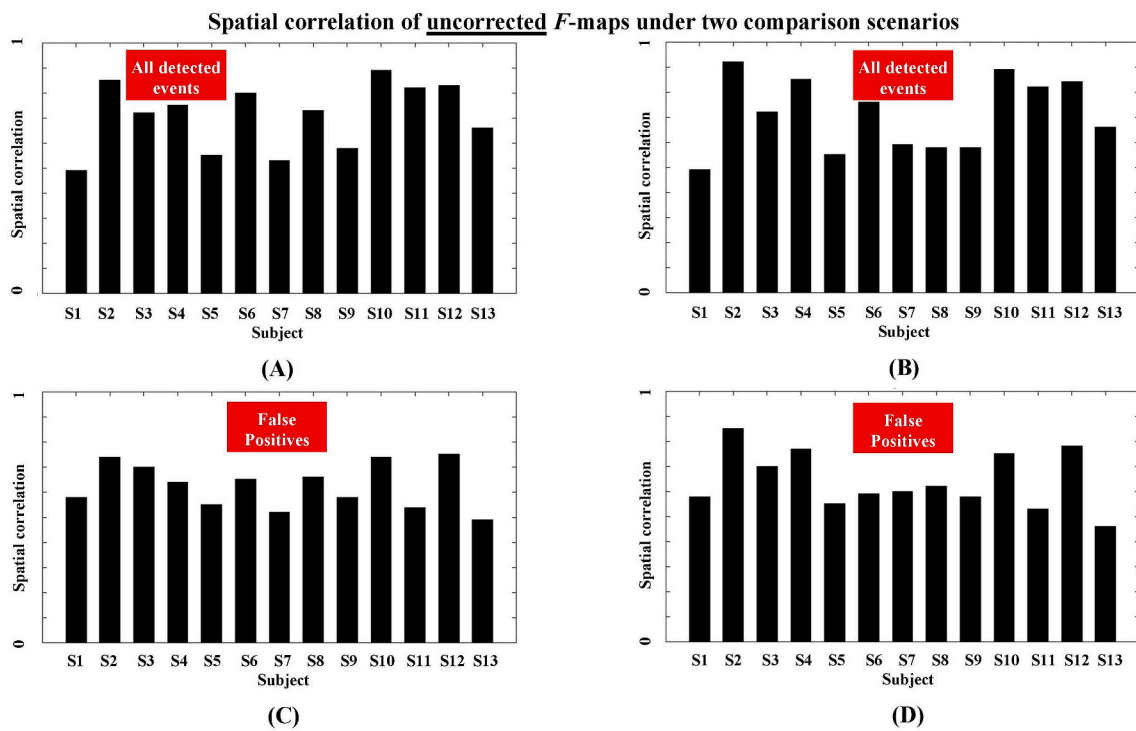 Spatial correlation of uncorrected F-maps under two comparison scenarios
1
All detected
events
Spatial correlation
0
S1 S2 S3 S4 S5 S6 S7 S8 S9 S10 S11 S12 S13
Subject
(A)
1
All detected
events
Spatial correlation
0
S1 S2 S3 S4 S5 S6 S7 S8 S9 S10 S11 S12 S13
Subject
(B)
1
False
Positives
Spatial correlation
0
S1 S2 S3 S4 S5 S6 S7 S8 S9 S10 S11 S12 S13
Subject
(C)
1
False
Positives
Spatial correlation
0
S1 S2 S3 S4 S5 S6 S7 S8 S9 S10 S11 S12 S13
Subject
(D)